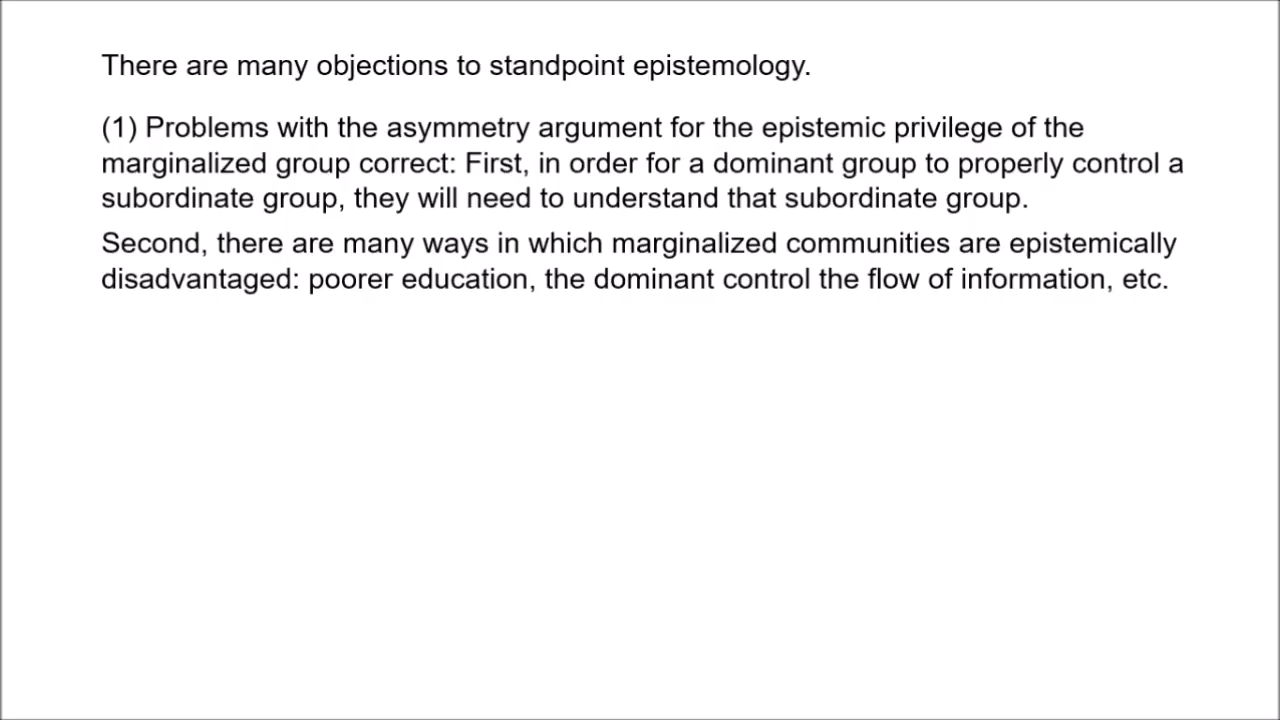 There are many objections to standpoint epistemology.
(1) Problems with the asymmetry argument for the epistemic privilege of the
marginalized group correct: First, in order for a dominant group to properly control a
subordinate group, they will need to understand that subordinate group.
Second, there are many ways in which marginalized communities are epistemically
disadvantaged: poorer education, the dominant control the flow of information, etc.